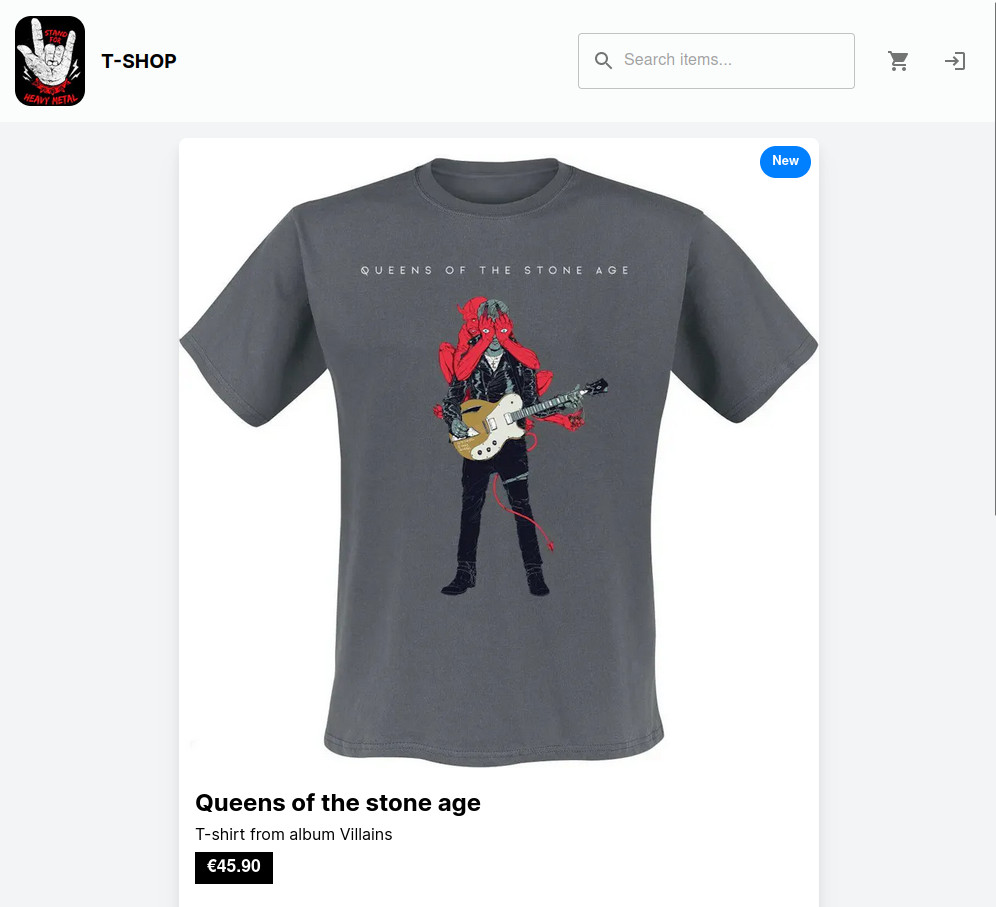 STAND
FOR
HEAVY METAL
T-SHOP
Search items...
New
QUEENS OF THE STONE AGE
Queens of the stone age
T-shirt from album Villains
€45.90